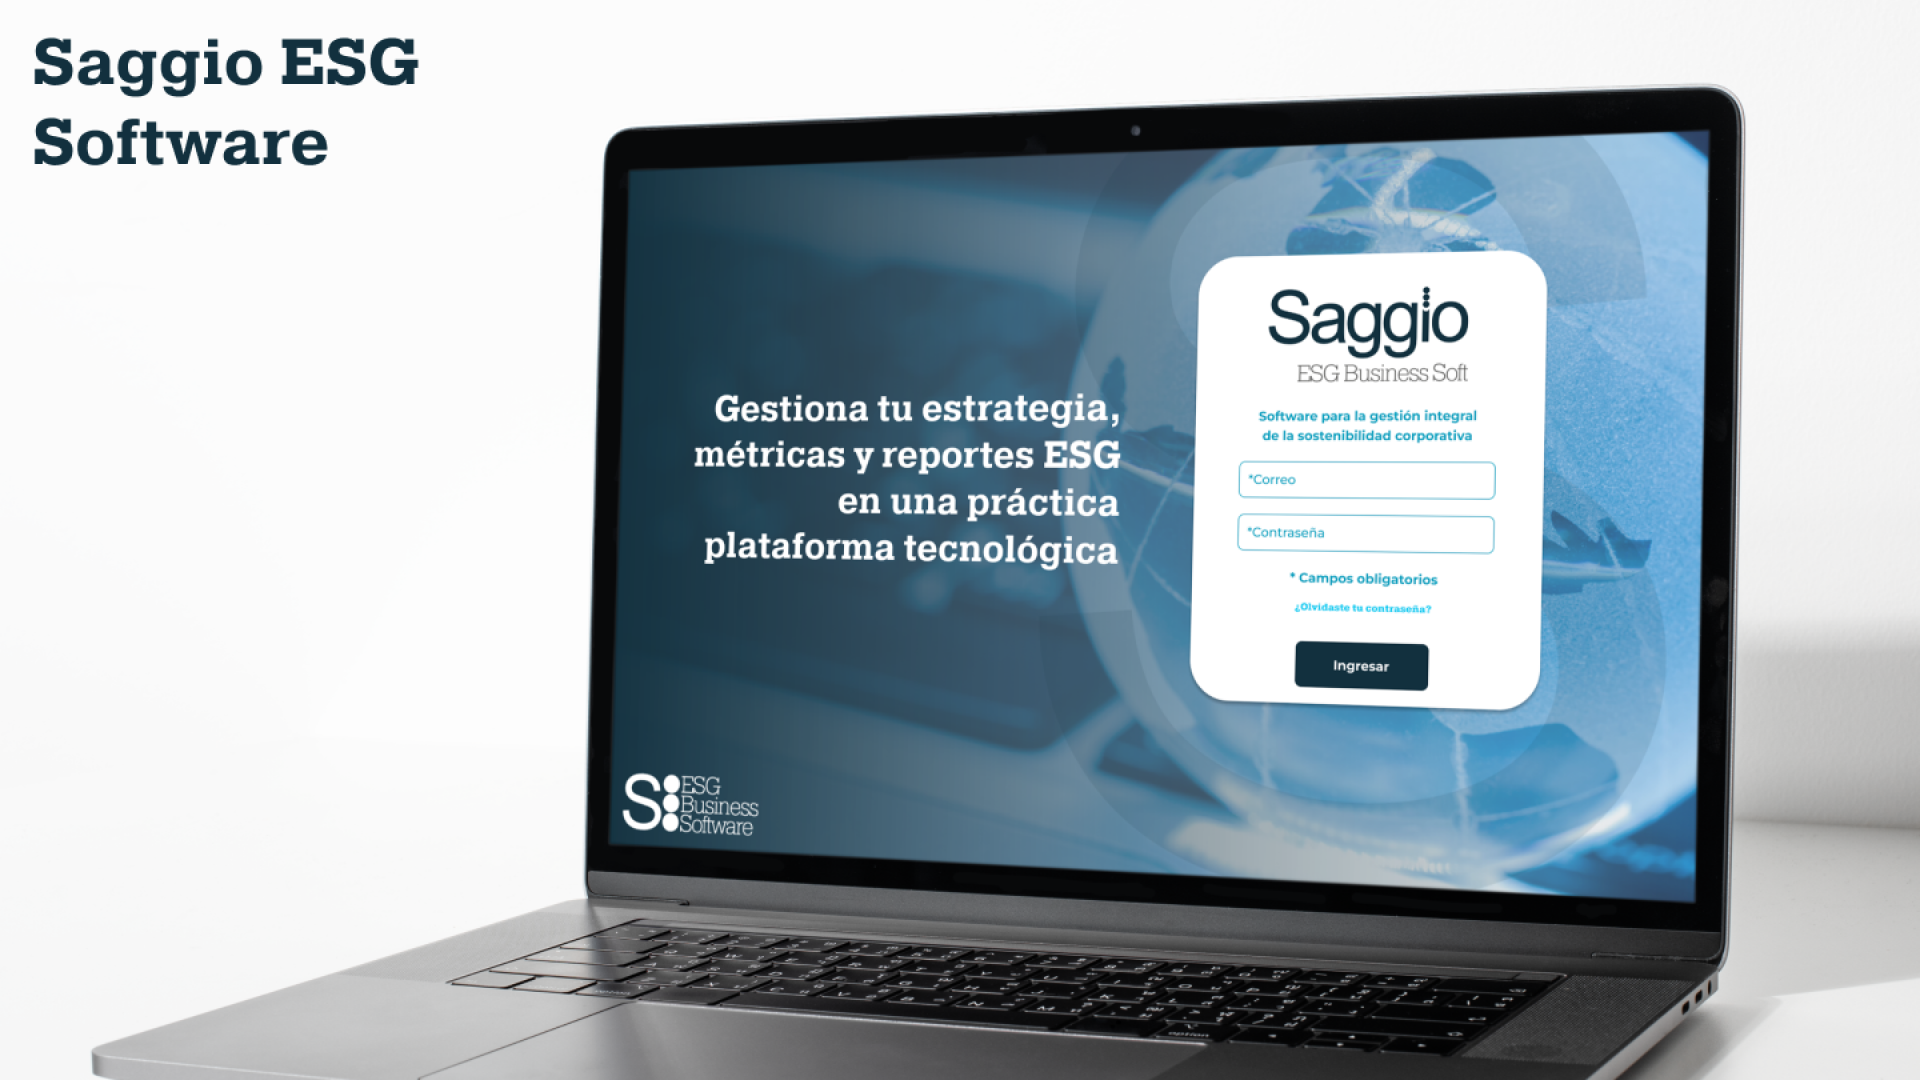 Saggio ESG
Software
Gestiona tu estrategia,
métricas y reportes ESG
en una práctica
plataforma tecnológica
Saggio
ESG Business Soft
Software para la gestión integral
de la sostenibilidad corporativa
*Correo
*Contraseña
* Campos obligatorios
¿Olvidaste tu contraseña?
Ingresar
S
ESG
Business
Software
option